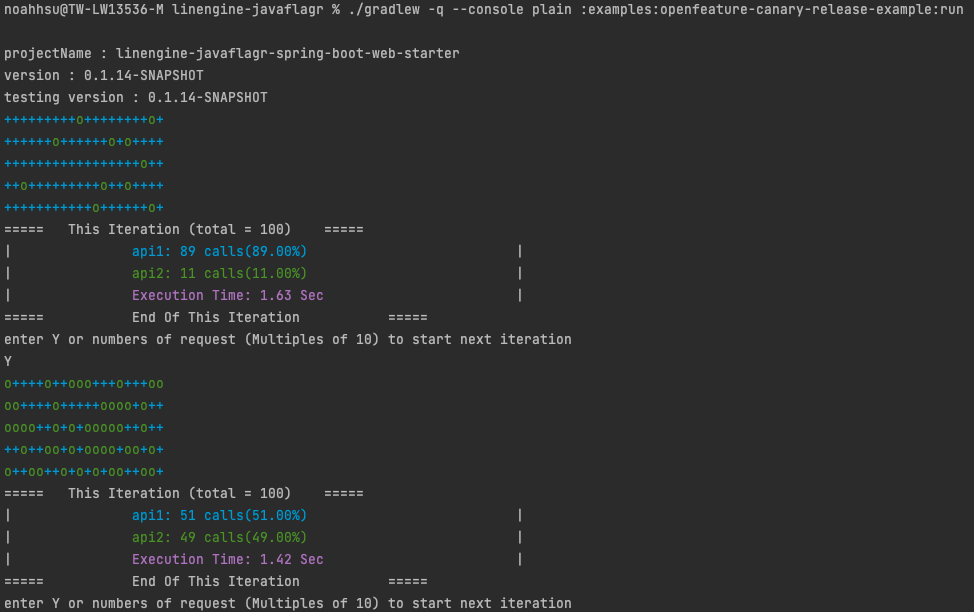 noahhsu@TW-LW13536-M linengine-javaflagr % ./gradlew -q --console plain :examples:openfeature-canary-release-example:run
projectName : linengine-javaflagr-spring-boot-web-starter
version : 0.1.14-SNAPSHOT
testing version : 0.1.14-SNAPSHOT
+++++++++o++++++++o+
++++++o++++++o+o++++
+++++++++++++++++o++
++o+++++++++o++o++++
+++++++++++o++++++o+
===== This Iteration (total = 100) =====
| api1: 89 calls(89.00%) |
| api2: 11 calls(11.00%) |
| Execution Time: 1.63 Sec |
===== End Of This Iteration =====
enter Y or numbers of request (Multiples of 10) to start next iteration
Y
o++++o++ooo+++o+++oo
oo++++o+++++oooo+o++
oooo++o+o+ooooo++o++
++o++oo+o+oooo+oo+o+
o++oo++o+o+o+oo++oo+
===== This Iteration (total = 100) =====
| api1: 51 calls(51.00%) |
| api2: 49 calls(49.00%) |
| Execution Time: 1.42 Sec |
===== End Of This Iteration =====
enter Y or numbers of request (Multiples of 10) to start next iteration